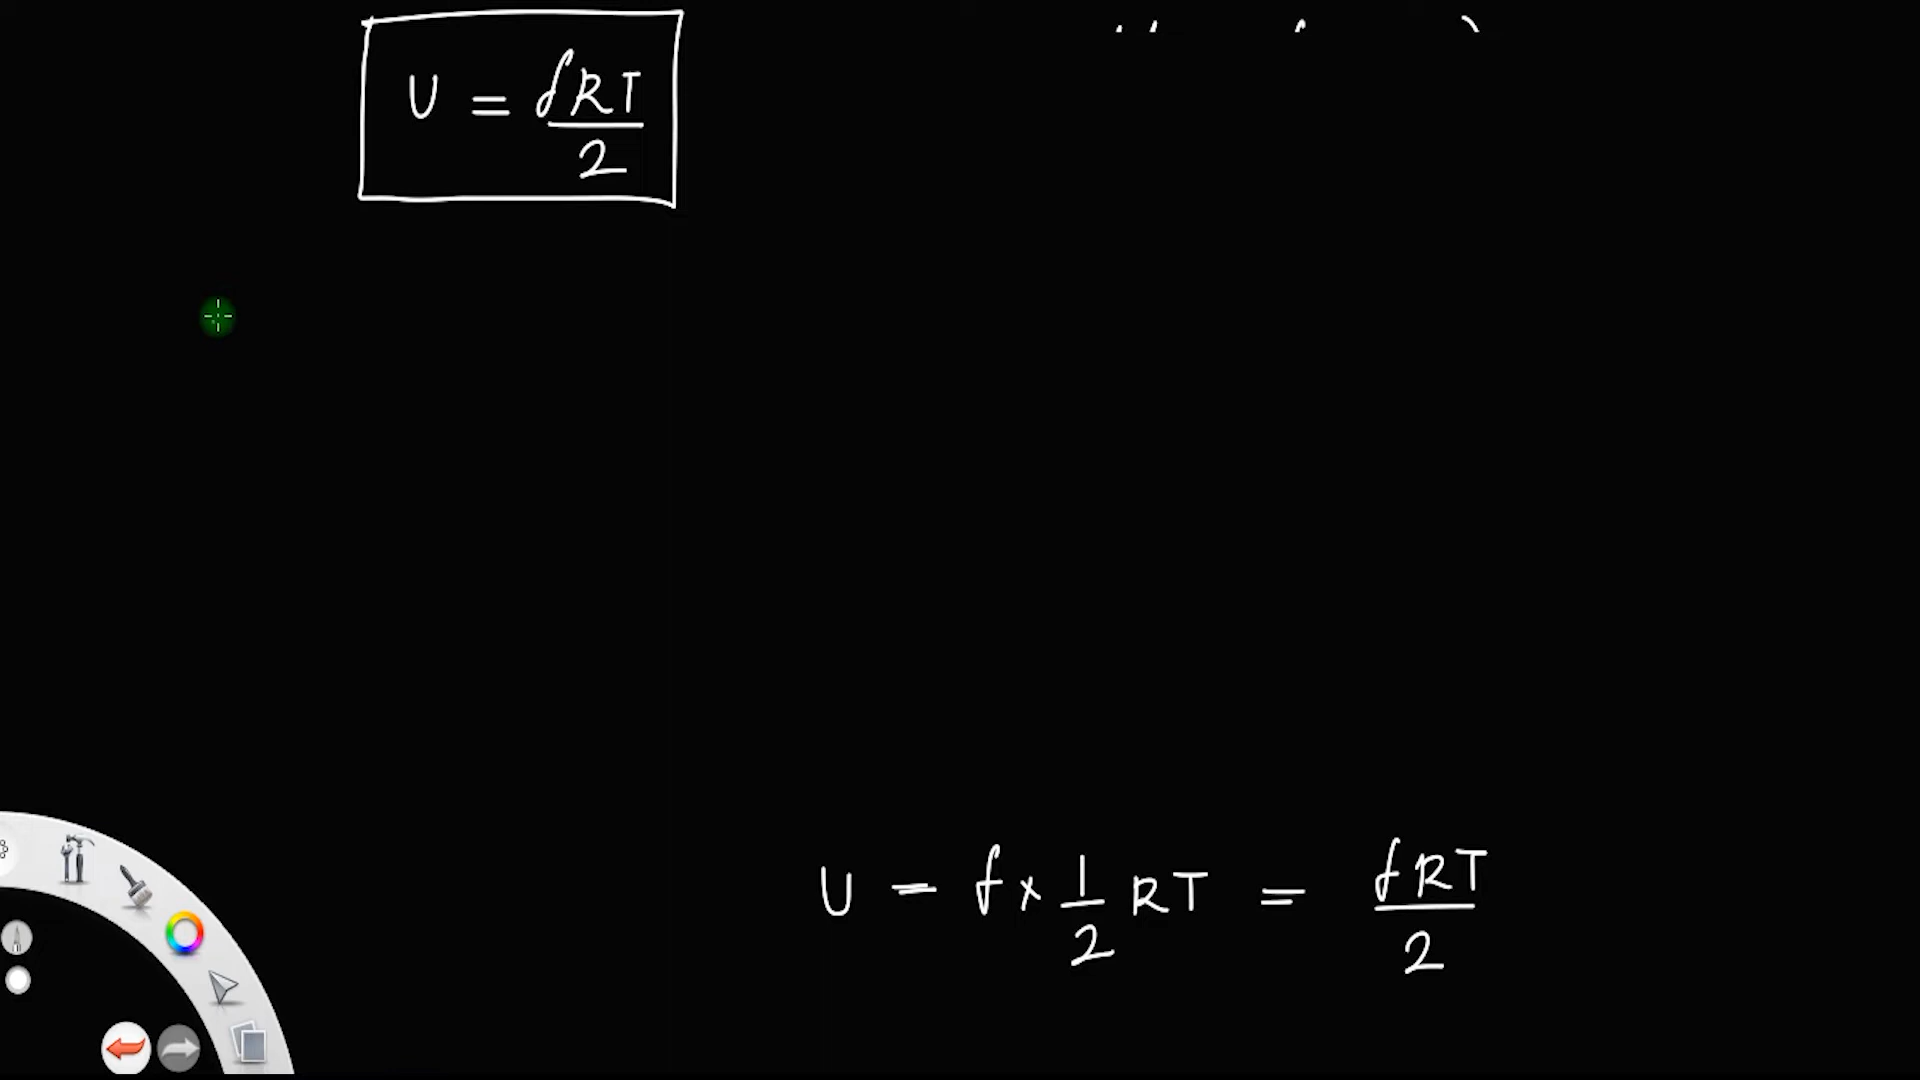 U = fRT/2
U = f × 1/2 RT = fRT/2